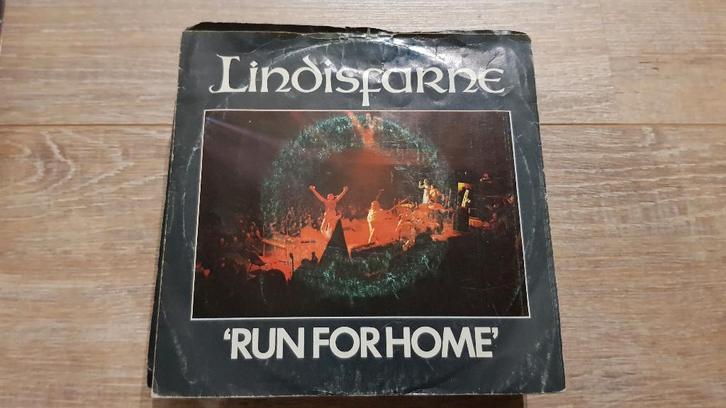 Lindisfarne
'RUN FOR HOME'